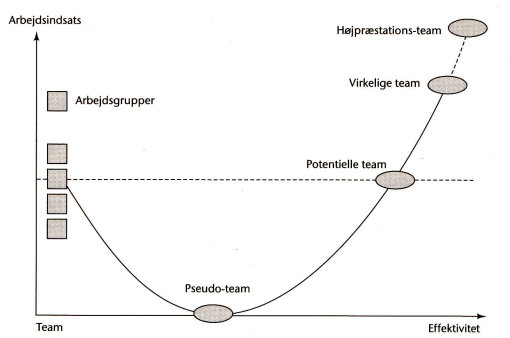 Arbejdsindsats
Højpræstations-team
Virkelige team
Arbejdsgrupper
Potentielle team
Pseudo-team
Team
Effektivitet